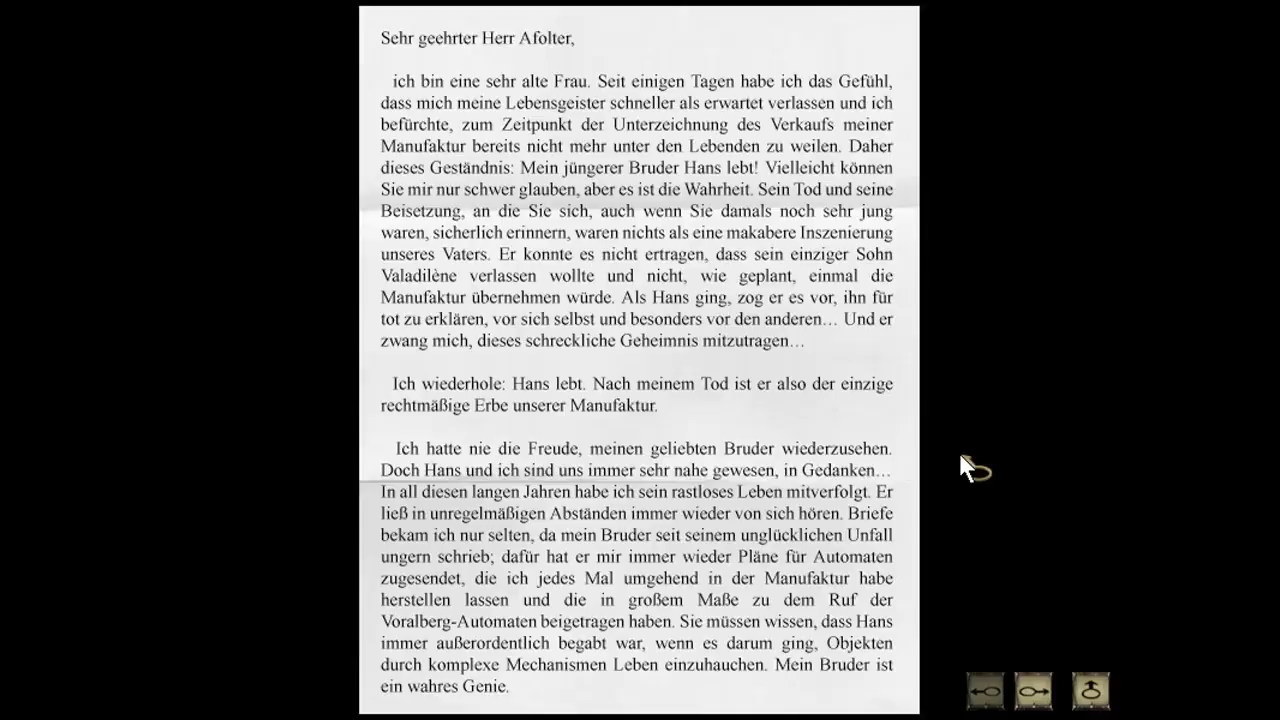 Sehr geehrter Herr Afolter,
ich bin eine sehr alte Frau. Seit einigen Tagen habe ich das Gefühl,
dass mich meine Lebensgeister schneller als erwartet verlassen und ich
befürchte, zum Zeitpunkt der Unterzeichnung des Verkaufs meiner
Manufaktur bereits nicht mehr unter den Lebenden zu weilen. Daher
dieses Geständnis: Mein jüngerer Bruder Hans lebt! Vielleicht können
Sie mir nur schwer glauben, aber es ist die Wahrheit. Sein Tod und seine
Beisetzung, an die Sie sich, auch wenn Sie damals noch sehr jung
waren, sicherlich erinnern, waren nichts als eine makabere Inszenierung
unseres Vaters. Er konnte es nicht ertragen, dass sein einziger Sohn
Valadilène verlassen wollte und nicht, wie geplant, einmal die
Manufaktur übernehmen würde. Als Hans ging, zog er es vor, ihn für
tot zu erklären, vor sich selbst und besonders vor den anderen… Und er
zwang mich, dieses schreckliche Geheimnis mitzutragen…
Ich wiederhole: Hans lebt. Nach meinem Tod ist er also der einzige
rechtmäßige Erbe unserer Manufaktur.
Ich hatte nie die Freude, meinen geliebten Bruder wiederzusehen.
Doch Hans und ich sind uns immer sehr nahe gewesen, in Gedanken…
In all diesen langen Jahren habe ich sein rastloses Leben mitverfolgt. Er
ließ in unregelmäßigen Abständen immer wieder von sich hören. Briefe
bekam ich nur selten, da mein Bruder seit seinem unglücklichen Unfall
ungern schrieb; dafür hat er mir immer wieder Pläne für Automaten
zugesendet, die ich jedes Mal umgehend in der Manufaktur habe
herstellen lassen und die in großem Maße zu dem Ruf der
Voralberg-Automaten beigetragen haben. Sie müssen wissen, dass Hans
immer außerordentlich begabt war, wenn es darum ging, Objekten
durch komplexe Mechanismen Leben einzuhauchen. Mein Bruder ist
ein wahres Genie.